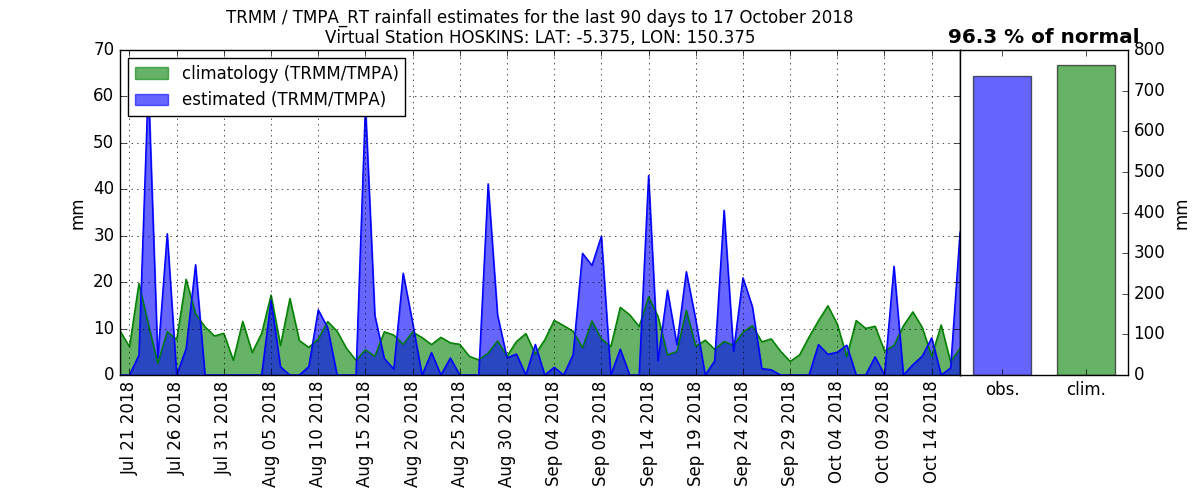 TRMM / TMPA_RT rainfall estimates for the last 90 days to 17 October 2018
Virtual Station HOSKINS: LAT: -5.375, LON: 150.375
96.3 % of normal
climatology (TRMM/TMPA)
estimated (TRMM/TMPA)
mm
70
60
50
40
30
20
10
0
Jul 21 2018
Jul 26 2018
Jul 31 2018
Aug 05 2018
Aug 10 2018
Aug 15 2018
Aug 20 2018
Aug 25 2018
Aug 30 2018
Sep 04 2018
Sep 09 2018
Sep 14 2018
Sep 19 2018
Sep 24 2018
Sep 29 2018
Oct 04 2018
Oct 09 2018
Oct 14 2018
800
700
600
500
400
300
200
100
0
mm
obs.
clim.